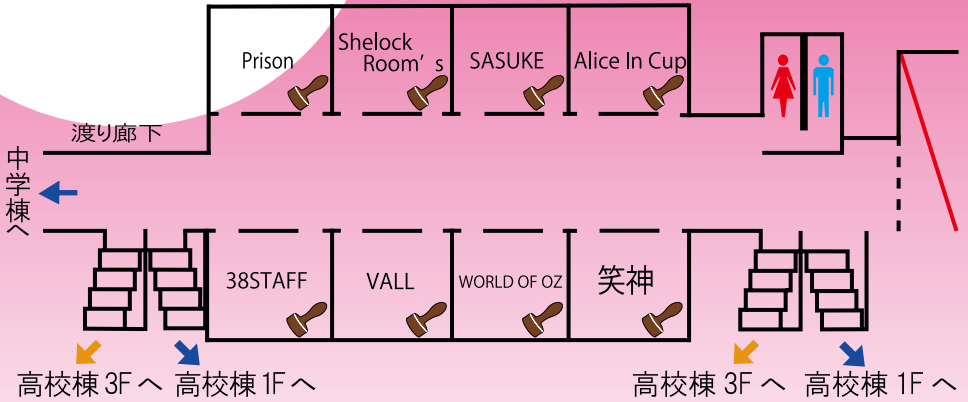 Prison
Shelock
Room’s
SASUKE
Alice In Cup
渡り廊下
中学棟へ
38STAFF
VALL
WORLD OF OZ
笑神
高校棟 3F へ
高校棟 1F へ
高校棟 3F へ
高校棟 1F へ